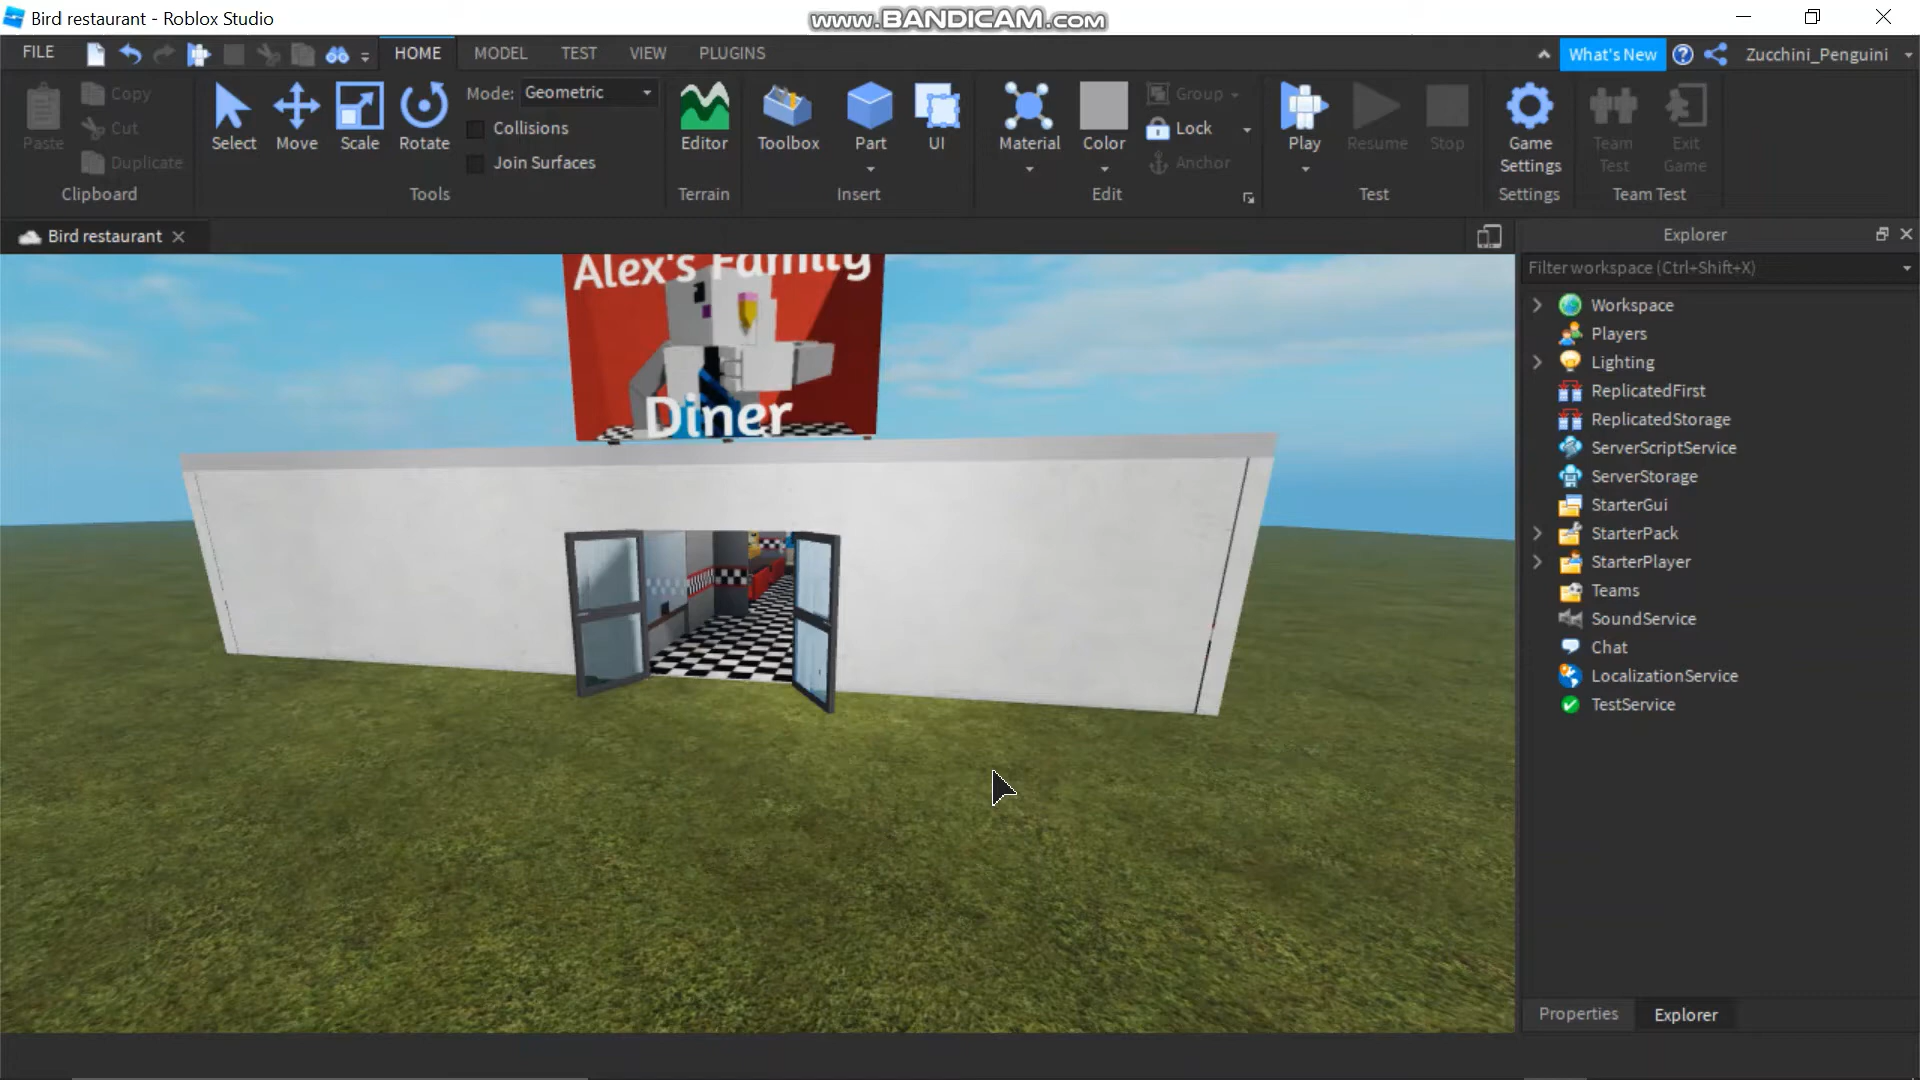 Bird restaurant - Roblox Studio
www.BANDICAM.com
FILE
HOME
MODEL
TEST
VIEW
PLUGINS
What's New
Zucchini_Penguini
Paste
Copy
Cut
Duplicate
Clipboard
Select
Move
Scale
Rotate
Mode: Geometric
Collisions
Join Surfaces
Tools
Editor
Terrain
Toolbox
Part
UI
Insert
Material
Color
Group
Lock
Anchor
Edit
Play
Resume
Stop
Test
Game
Settings
Settings
Team
Test
Exit
Game
Team Test
Bird restaurant
Alex's Family
Diner
Explorer
Filter workspace (Ctrl+Shift+X)
Workspace
Players
Lighting
ReplicatedFirst
ReplicatedStorage
ServerScriptService
ServerStorage
StarterGui
StarterPack
StarterPlayer
Teams
SoundService
Chat
LocalizationService
TestService
Properties
Explorer